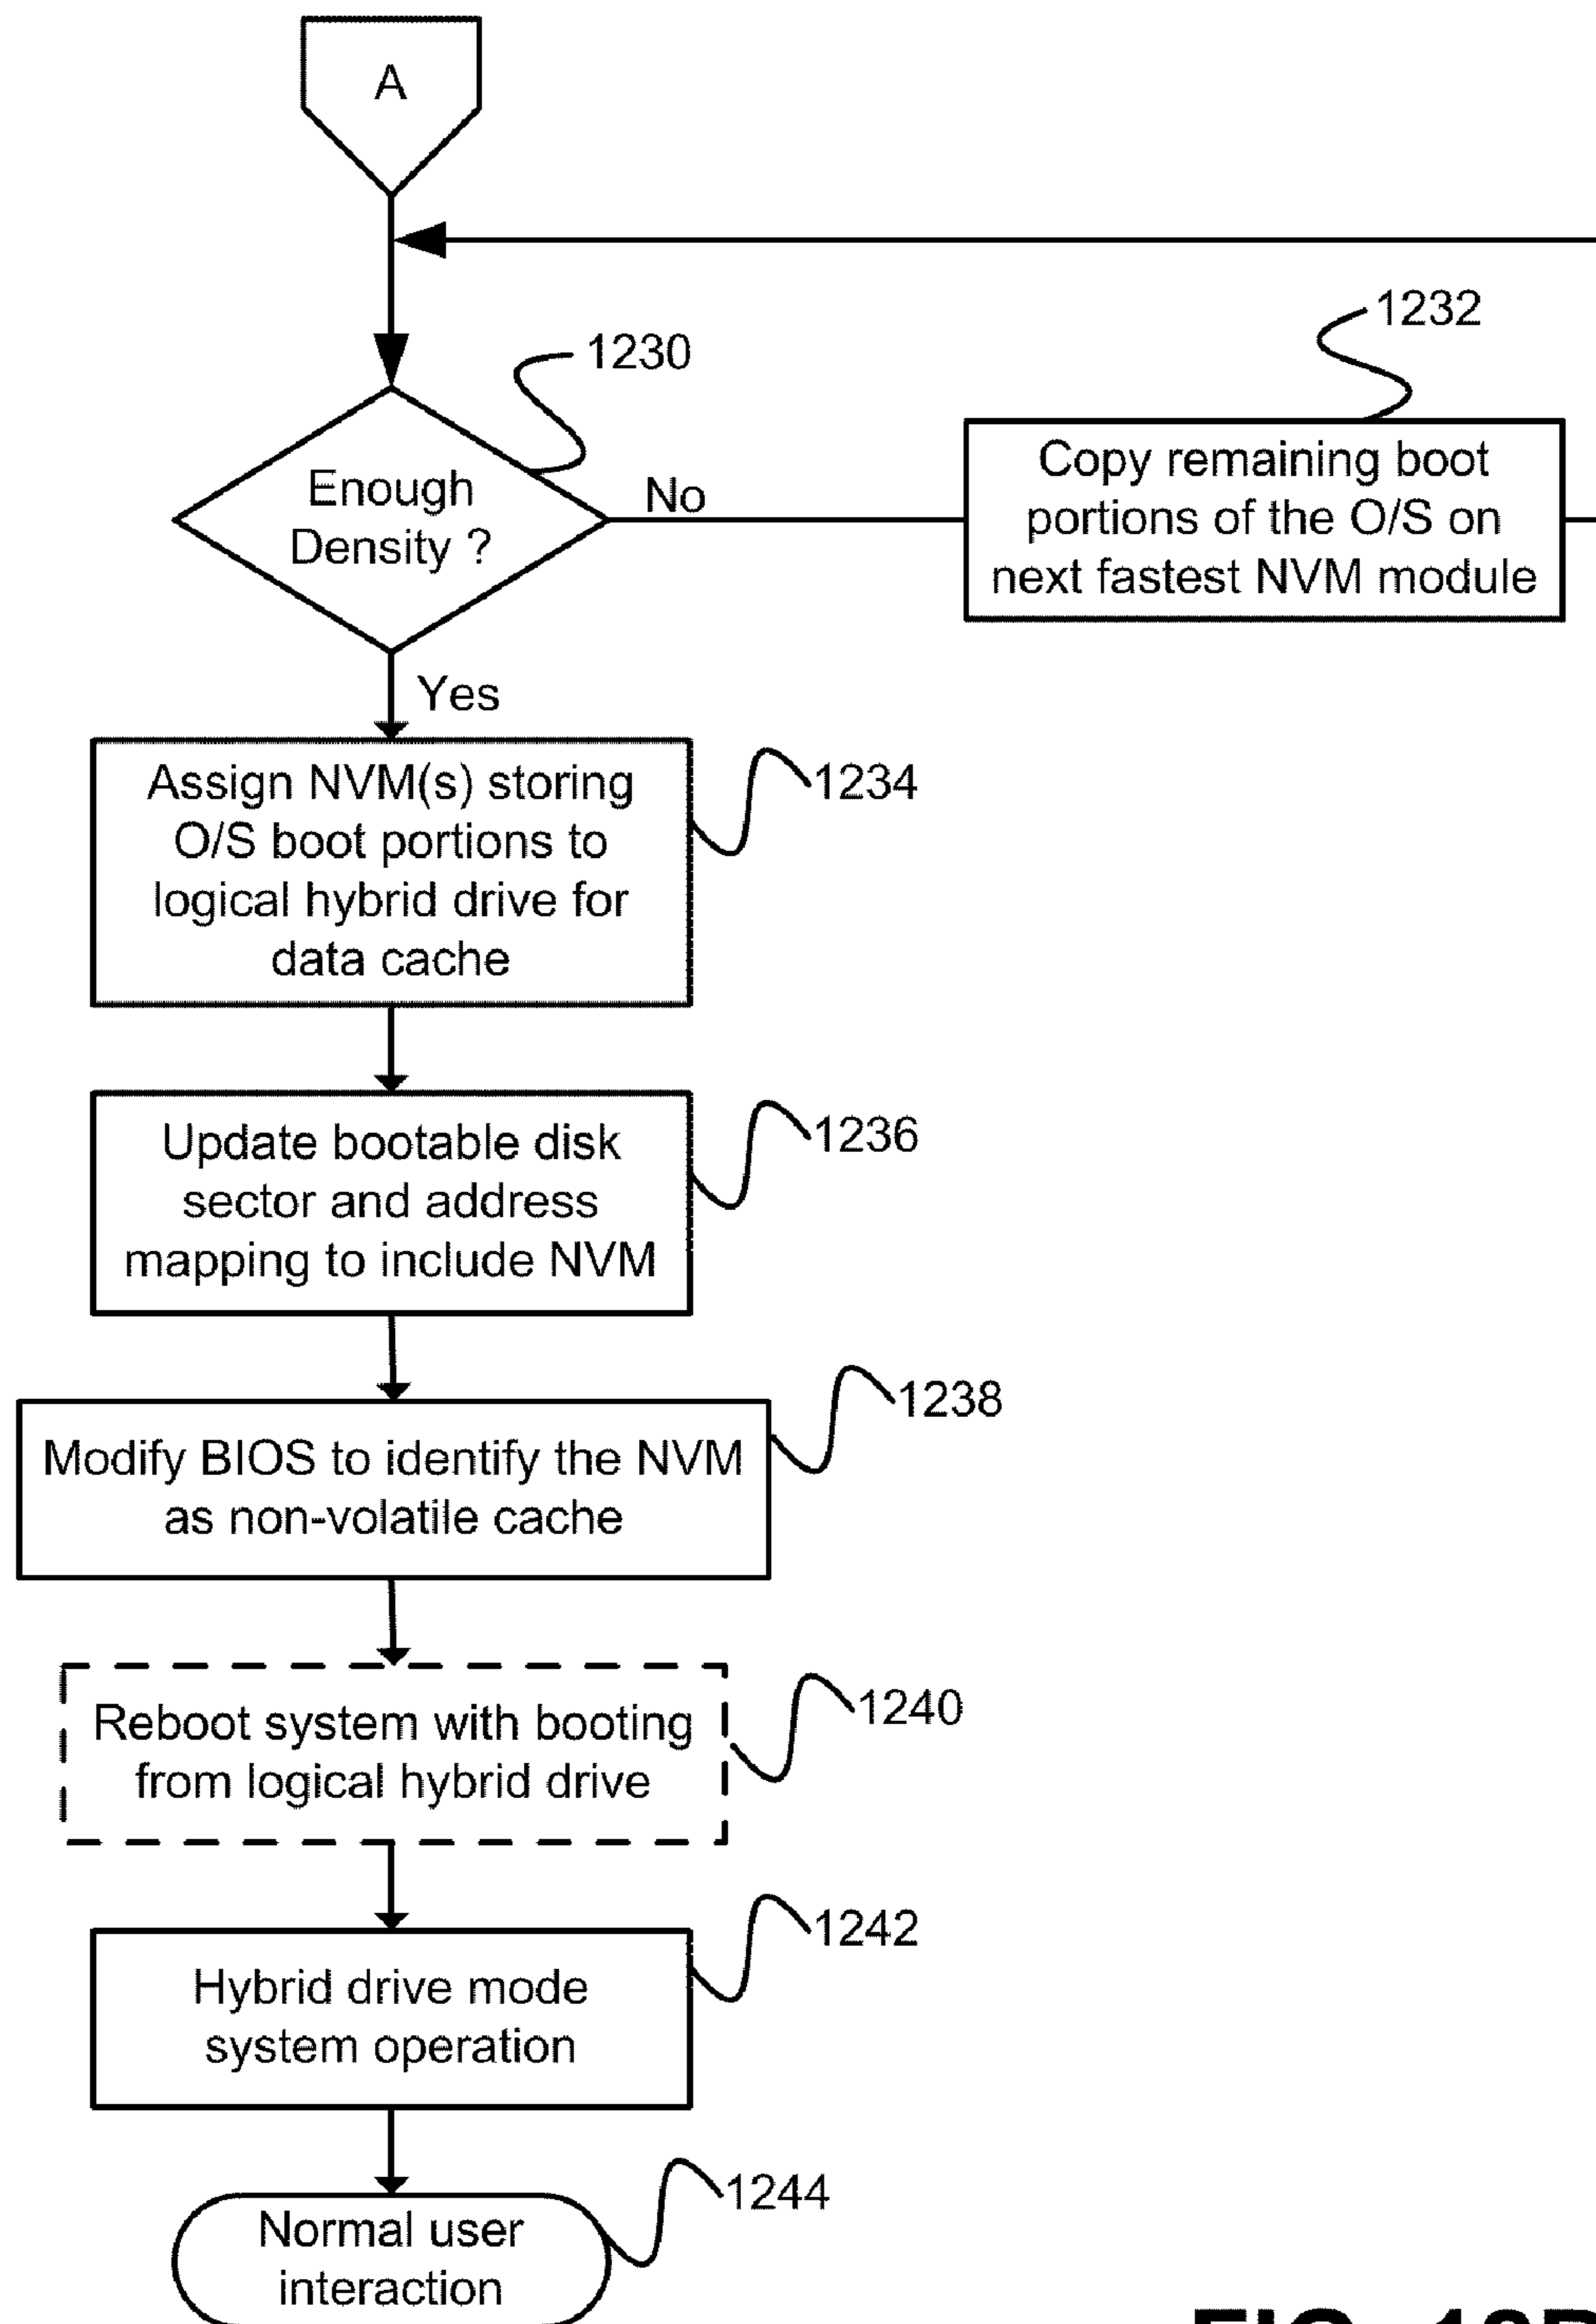 A
1230
1232
Enough
Density ?
No
Copy remaining boot
portions of the O/S on
next fastest NVM module
Yes
Assign NVM(s) storing
O/S boot portions to
logical hybrid drive for
data cache
1234
Update bootable disk
sector and address
mapping to include NVM
1236
Modify BIOS to identify the NVM
as non-volatile cache
1238
Reboot system with booting
from logical hybrid drive
1240
Hybrid drive mode
system operation
1242
Normal user
interaction
1244